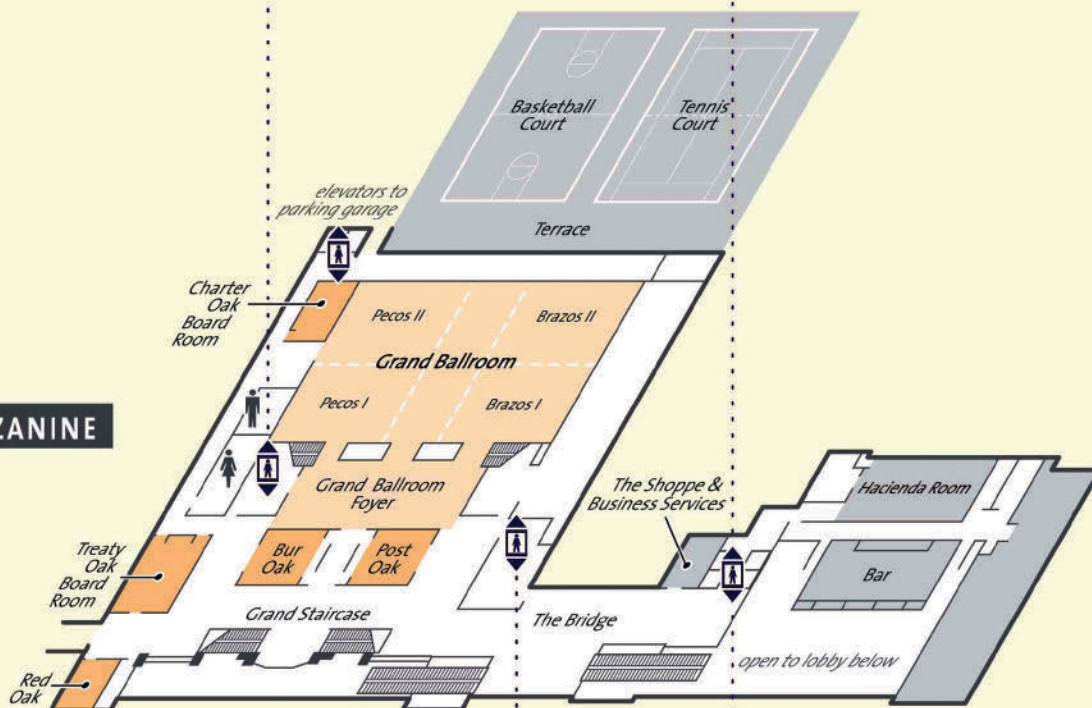 Basketball
Court
Tennis
Court
elevators to
parking garage
Terrace
Charter
Oak
Board
Room
Pecos II
Brazos II
Grand Ballroom
Pecos I
Brazos I
ZANINE
Grand Ballroom
Foyer
The Shoppe &
Business Services
Hacienda Room
Treaty
Oak
Board
Room
Bur
Oak
Post
Oak
Bar
Grand Staircase
The Bridge
open to lobby below
Red
Oak